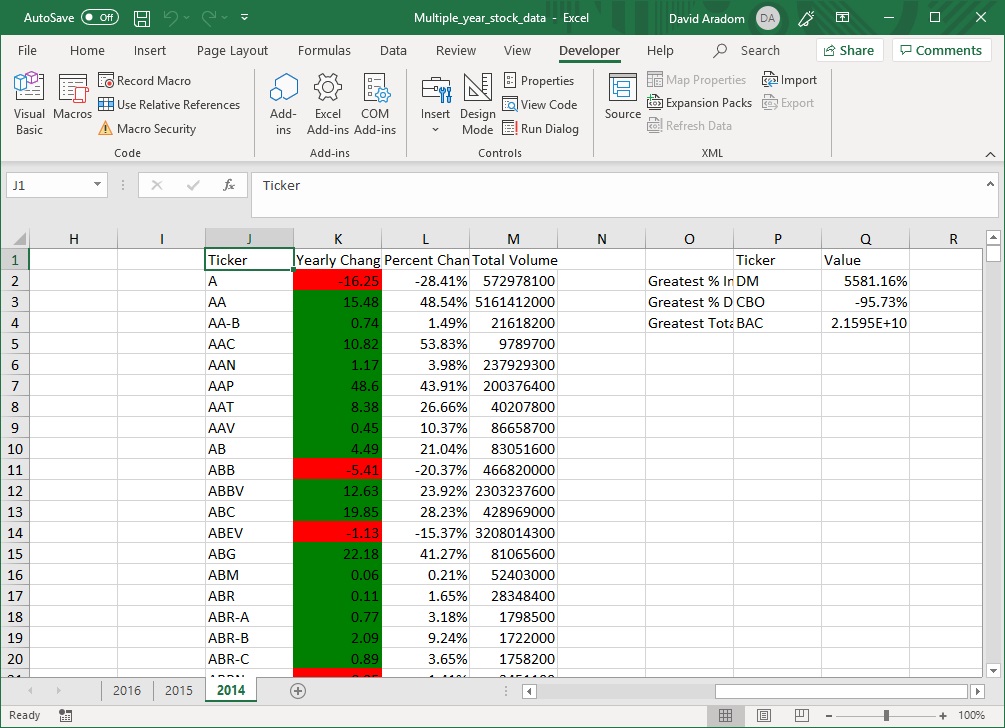 AutoSave Off Multiple_year_stock_data - Excel David Aradom DA
File Home Insert Page Layout Formulas Data Review View Developer Help Search Share Comments
Visual Basic
Macros
Record Macro
Use Relative References
Macro Security
Code
Add-ins
Excel Add-ins
COM Add-ins
Add-ins
Insert
Design Mode
Properties
View Code
Run Dialog
Controls
Source
Map Properties
Expansion Packs
Refresh Data
Import
Export
XML
J1 fx Ticker
H I J K L M N O P Q R
1 Ticker Yearly Chang Percent Chan Total Volume Ticker Value
2 A -16.25 -28.41% 572978100 Greatest % In DM 5581.16%
3 AA 15.48 48.54% 5161412000 Greatest % D CBO -95.73%
4 AA-B 0.74 1.49% 21618200 Greatest Tota BAC 2.1595E+10
5 AAC 10.82 53.83% 9789700
6 AAN 1.17 3.98% 237929300
7 AAP 48.6 43.91% 200376400
8 AAT 8.38 26.66% 40207800
9 AAV 0.45 10.37% 86658700
10 AB 4.49 21.04% 83051600
11 ABB -5.41 -20.37% 466820000
12 ABBV 12.63 23.92% 2303237600
13 ABC 19.85 28.23% 428969000
14 ABEV -1.13 -15.37% 3208014300
15 ABG 22.18 41.27% 81065600
16 ABM 0.06 0.21% 52403000
17 ABR 0.11 1.65% 28348400
18 ABR-A 0.77 3.18% 1798500
19 ABR-B 2.09 9.24% 1722000
20 ABR-C 0.89 3.65% 1758200
2016 2015 2014
Ready 100%